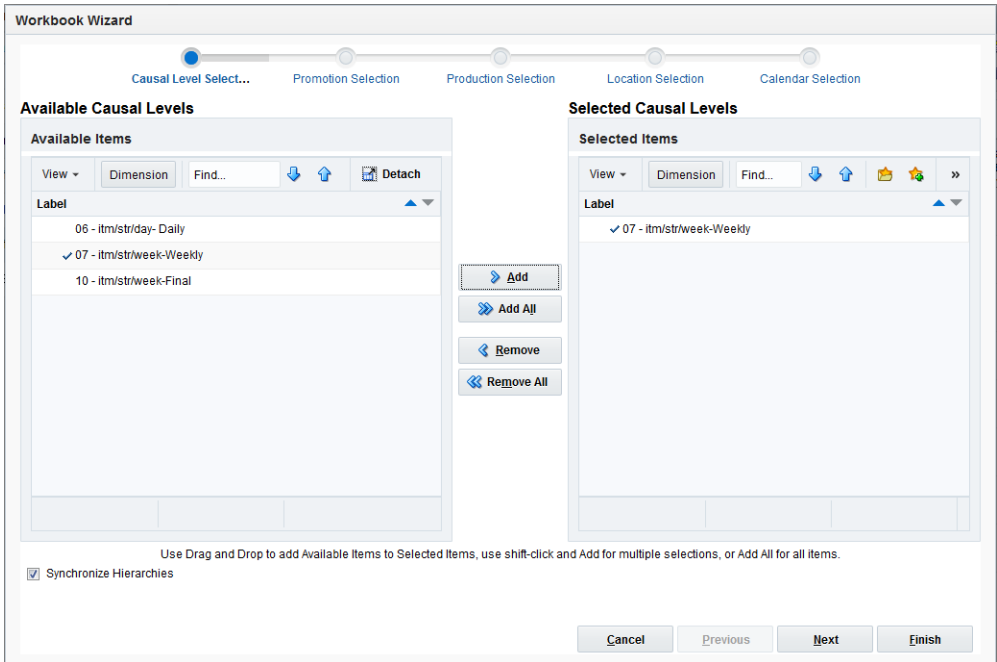 Workbook Wizard
Causal Level Select... Promotion Selection Production Selection Location Selection Calendar Selection
Available Causal Levels
Available Items
View Dimension Find... Detach
Label
06 - itm/str/day- Daily
07 - itm/str/week-Weekly
10 - itm/str/week-Final
Add
Add All
Remove
Remove All
Selected Causal Levels
Selected Items
View Dimension Find... »
Label
07 - itm/str/week-Weekly
Use Drag and Drop to add Available Items to Selected Items, use shift-click and Add for multiple selections, or Add All for all items.
Synchronize Hierarchies
Cancel Previous Next Finish